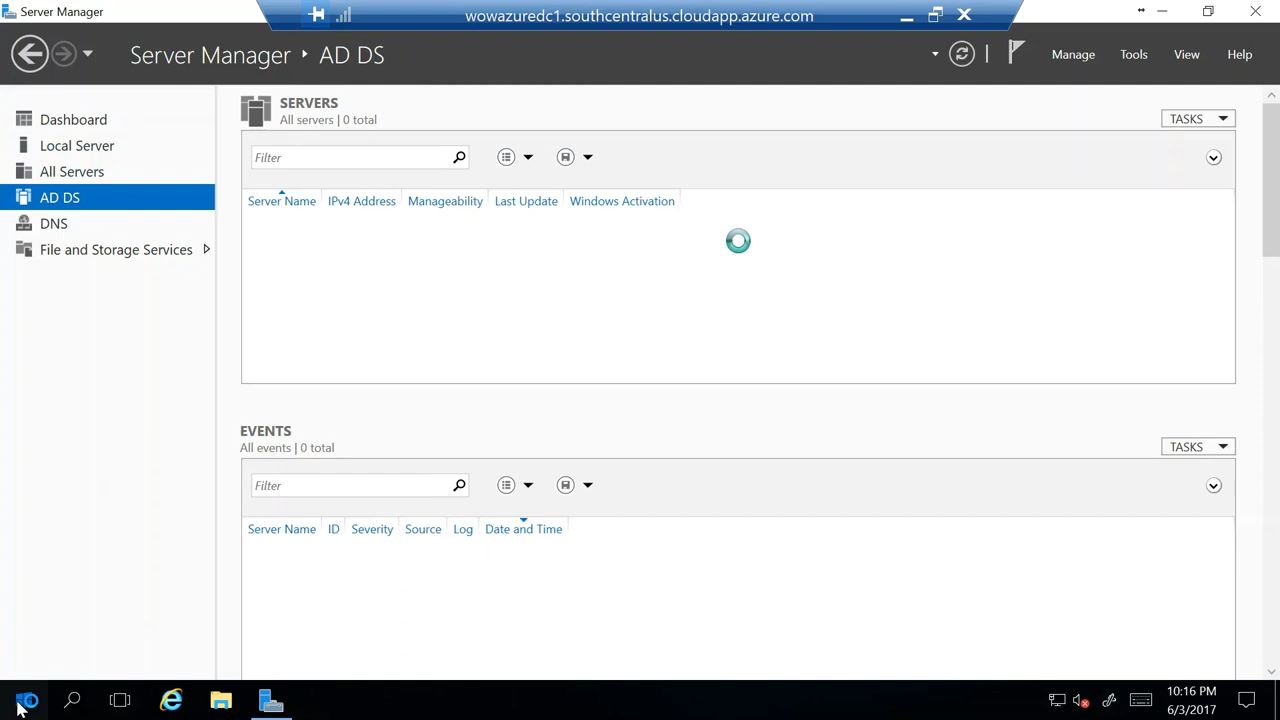 Server Manager
wowazuredc1.southcentralus.cloudapp.azure.com
Server Manager
AD DS
Manage
Tools
View
Help
Dashboard
Local Server
All Servers
AD DS
DNS
File and Storage Services
SERVERS
All servers | 0 total
TASKS
Filter
Server Name
IPv4 Address
Manageability
Last Update
Windows Activation
EVENTS
All events | 0 total
TASKS
Filter
Server Name
ID
Severity
Source
Log
Date and Time
10:16 PM
6/3/2017